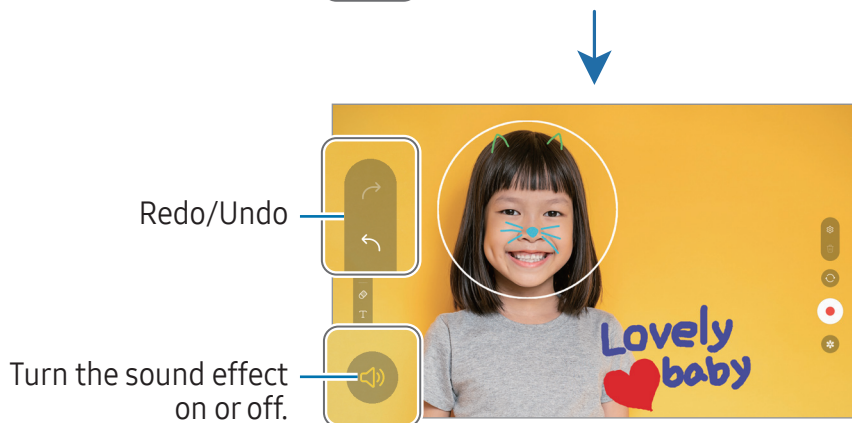 Redo/Undo
T
Lovely
baby
Turn the sound effect
on or off.